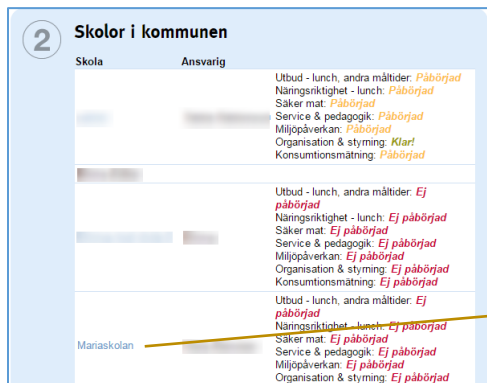 2 Skolor i kommunen
Skola Ansvarig
Utbud - lunch, andra måltider: Påbörjad
Näringsriktighet - lunch: Påbörjad
Säker mat: Påbörjad
Service & pedagogik: Påbörjad
Miljöpåverkan: Påbörjad
Organisation & styrning: Klar!
Konsumtionsmätning: Påbörjad
Utbud - lunch, andra måltider: Ej
påbörjad
Näringsriktighet - lunch: Ej påbörjad
Säker mat: Ej påbörjad
Service & pedagogik: Ej påbörjad
Miljöpåverkan: Ej påbörjad
Organisation & styrning: Ej påbörjad
Konsumtionsmätning: Ej påbörjad
Utbud - lunch, andra måltider: Ej
påbörjad
Näringsriktighet - lunch: Ej påbörjad
Mariaskolan Säker mat: Ej påbörjad
Service & pedagogik: Ej påbörjad
Miljöpåverkan: Ej påbörjad
Organisation & styrning: Ej påbörjad